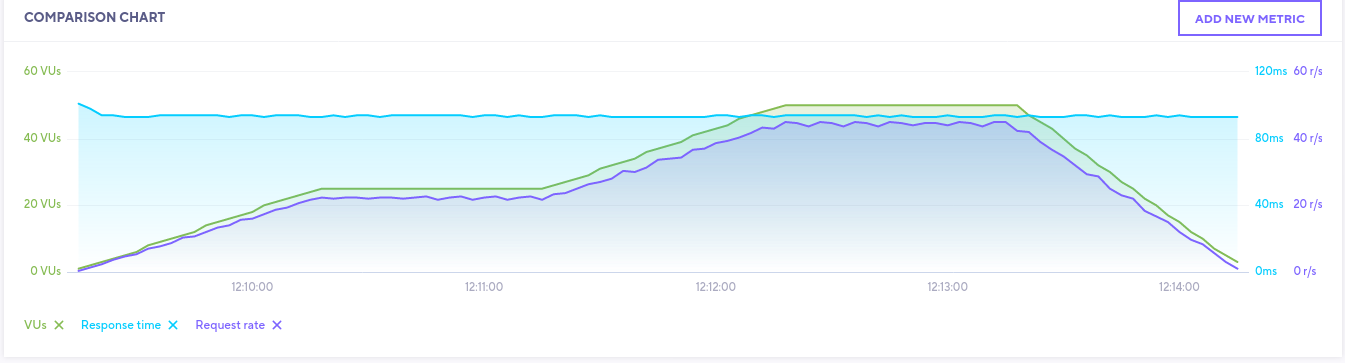 COMPARISON CHART
ADD NEW METRIC
60 VUs
120ms 60 r/s
40 VUs
80ms 40 r/s
20 VUs
40ms 20 r/s
0 VUs
0ms 0 r/s
12:10:00 12:11:00 12:12:00 12:13:00 12:14:00
VUs ✕ Response time ✕ Request rate ✕